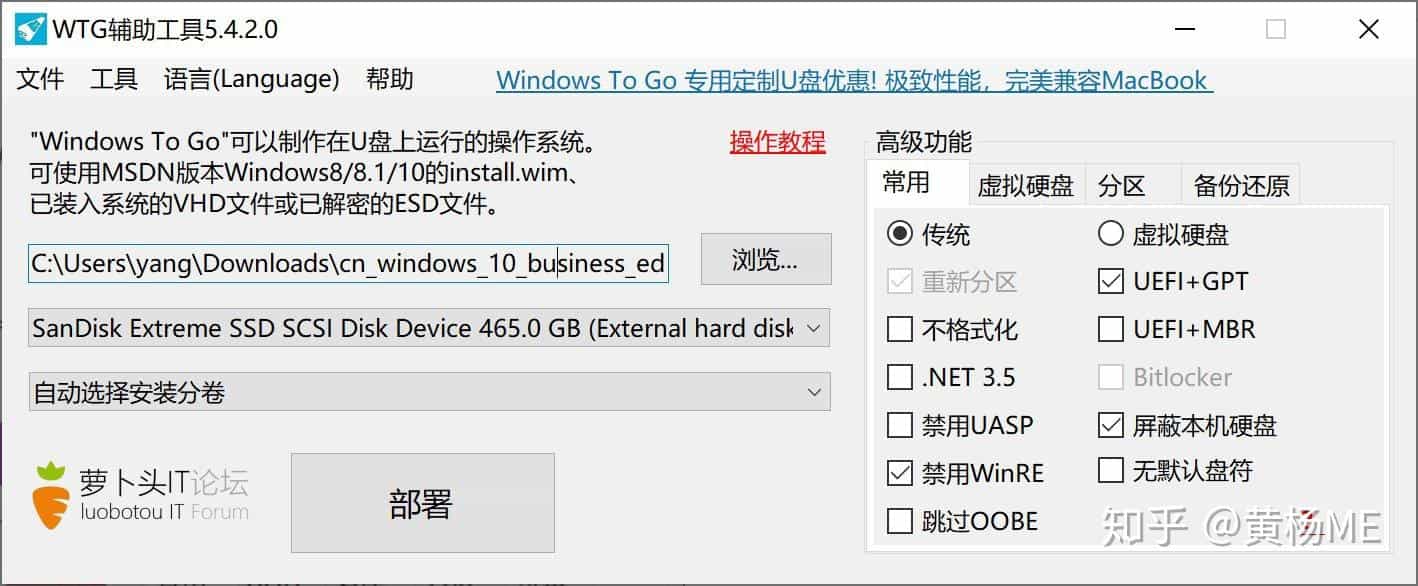 WTG辅助工具5.4.2.0
文件 工具 语言(Language) 帮助 Windows To Go 专用定制U盘优惠! 极致性能，完美兼容MacBook
"Windows To Go"可以制作在U盘上运行的操作系统。
可使用MSDN版本Windows8/8.1/10的install.wim、
已装入系统的VHD文件或已解密的ESD文件。
操作教程
C:\Users\yang\Downloads\cn_windows_10_business_ed
浏览...
SanDisk Extreme SSD SCSI Disk Device 465.0 GB (External hard disk
自动选择安装分卷
萝卜头IT论坛
luobotou IT Forum
部署
高级功能
常用 虚拟硬盘 分区 备份还原
传统 虚拟硬盘
重新分区 UEFI+GPT
不格式化 UEFI+MBR
.NET 3.5 Bitlocker
禁用UASP 屏蔽本机硬盘
禁用WinRE 无默认盘符
跳过OOBE
知乎 @黄杨ME